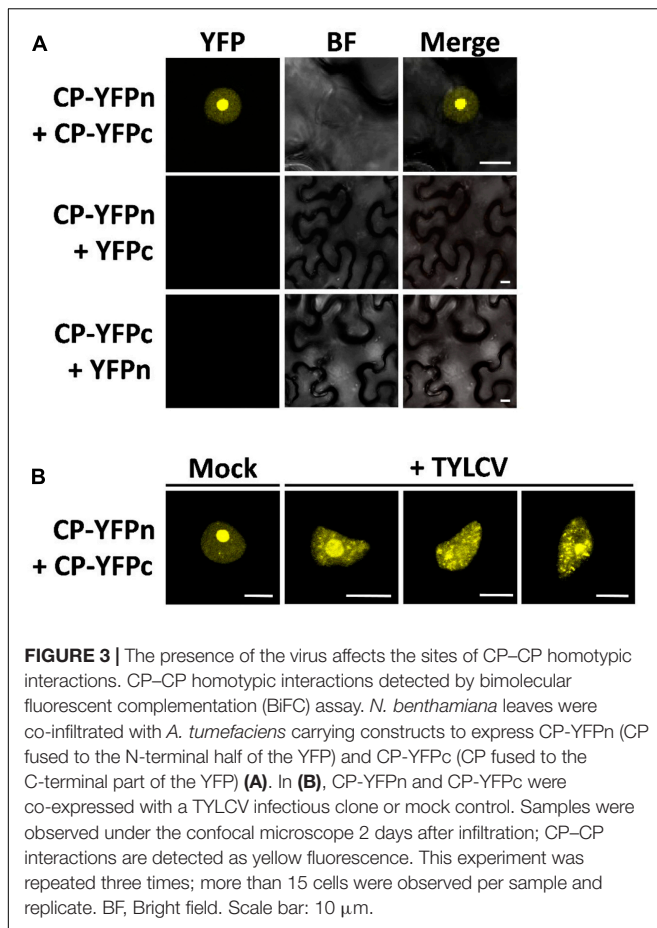 A
YFP BF Merge
CP-YFPn
+ CP-YFPc
CP-YFPn
+ YFPc
CP-YFPc
+ YFPn
B
Mock + TYLCV
CP-YFPn
+ CP-YFPc
FIGURE 3 | The presence of the virus affects the sites of CP–CP homotypic
interactions. CP–CP homotypic interactions detected by bimolecular
fluorescent complementation (BiFC) assay. N. benthamiana leaves were
co-infiltrated with A. tumefaciens carrying constructs to express CP-YFPn (CP
fused to the N-terminal half of the YFP) and CP-YFPc (CP fused to the
C-terminal part of the YFP) (A). In (B), CP-YFPn and CP-YFPc were
co-expressed with a TYLCV infectious clone or mock control. Samples were
observed under the confocal microscope 2 days after infiltration; CP–CP
interactions are detected as yellow fluorescence. This experiment was
repeated three times; more than 15 cells were observed per sample and
replicate. BF, Bright field. Scale bar: 10 μm.